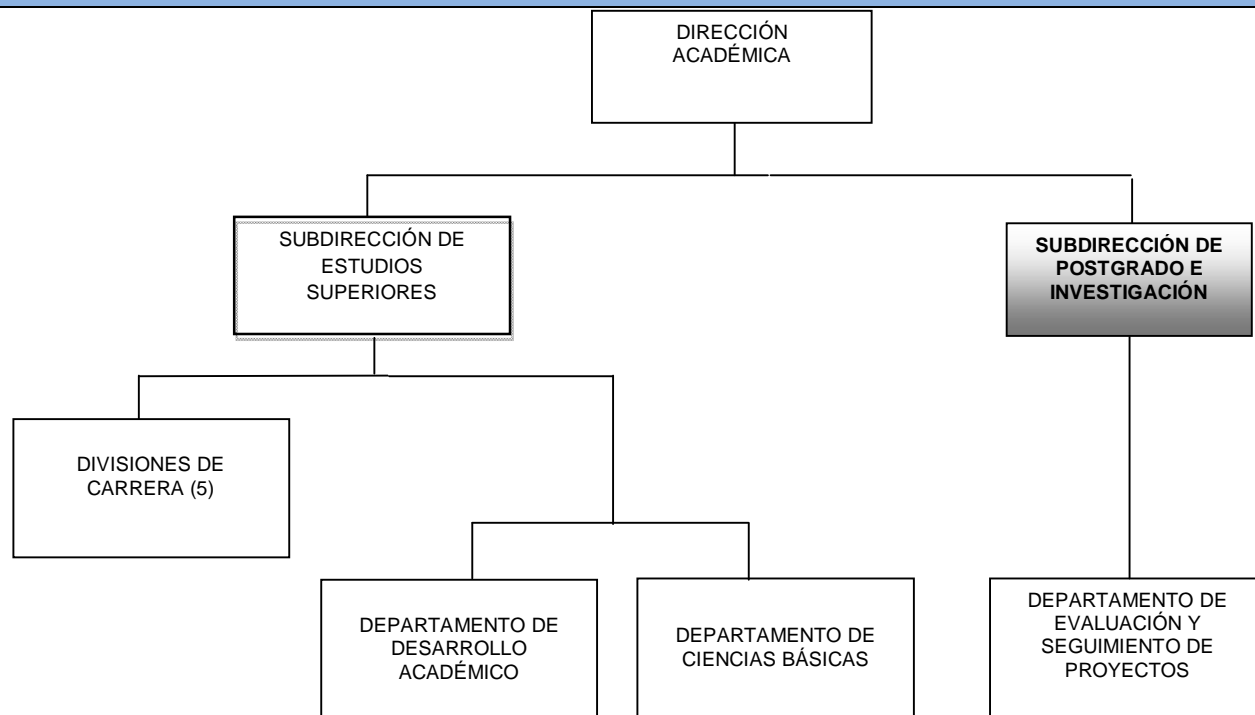 DIRECCIÓN
ACADÉMICA
SUBDIRECCIÓN DE
ESTUDIOS
SUPERIORES
SUBDIRECCIÓN DE
POSTGRADO E
INVESTIGACIÓN
DIVISIONES DE
CARRERA (5)
DEPARTAMENTO DE
DESARROLLO
ACADÉMICO
DEPARTAMENTO DE
CIENCIAS BÁSICAS
DEPARTAMENTO DE
EVALUACIÓN Y
SEGUIMIENTO DE
PROYECTOS